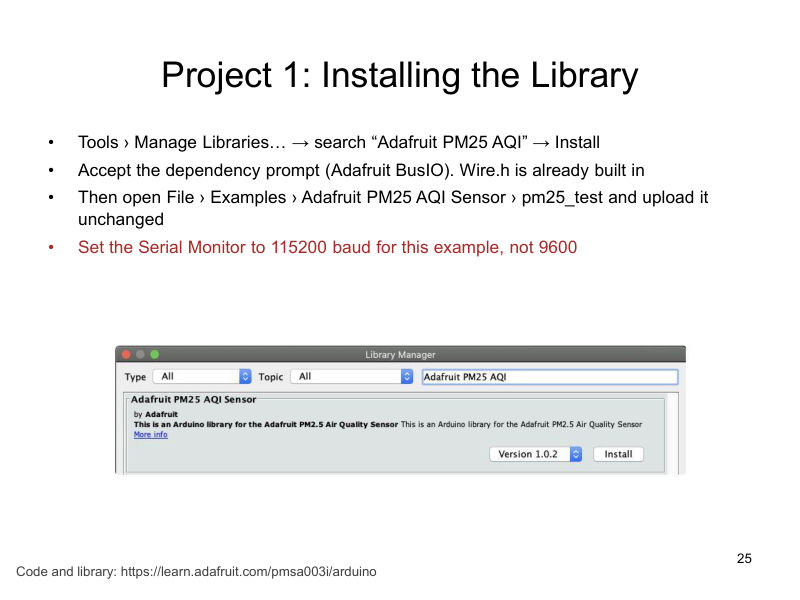 Project 1: Installing the Library
• Tools › Manage Libraries… → search “Adafruit PM25 AQI” → Install
• Accept the dependency prompt (Adafruit BusIO). Wire.h is already built in
• Then open File › Examples › Adafruit PM25 AQI Sensor › pm25_test and upload it
unchanged
• Set the Serial Monitor to 115200 baud for this example, not 9600
Library Manager
Type All Topic All Adafruit PM25 AQI
Adafruit PM25 AQI Sensor
by Adafruit
This is an Arduino library for the Adafruit PM2.5 Air Quality Sensor This is an Arduino library for the Adafruit PM2.5 Air Quality Sensor
More info
Version 1.0.2 Install
25
Code and library: https://learn.adafruit.com/pmsa003i/arduino